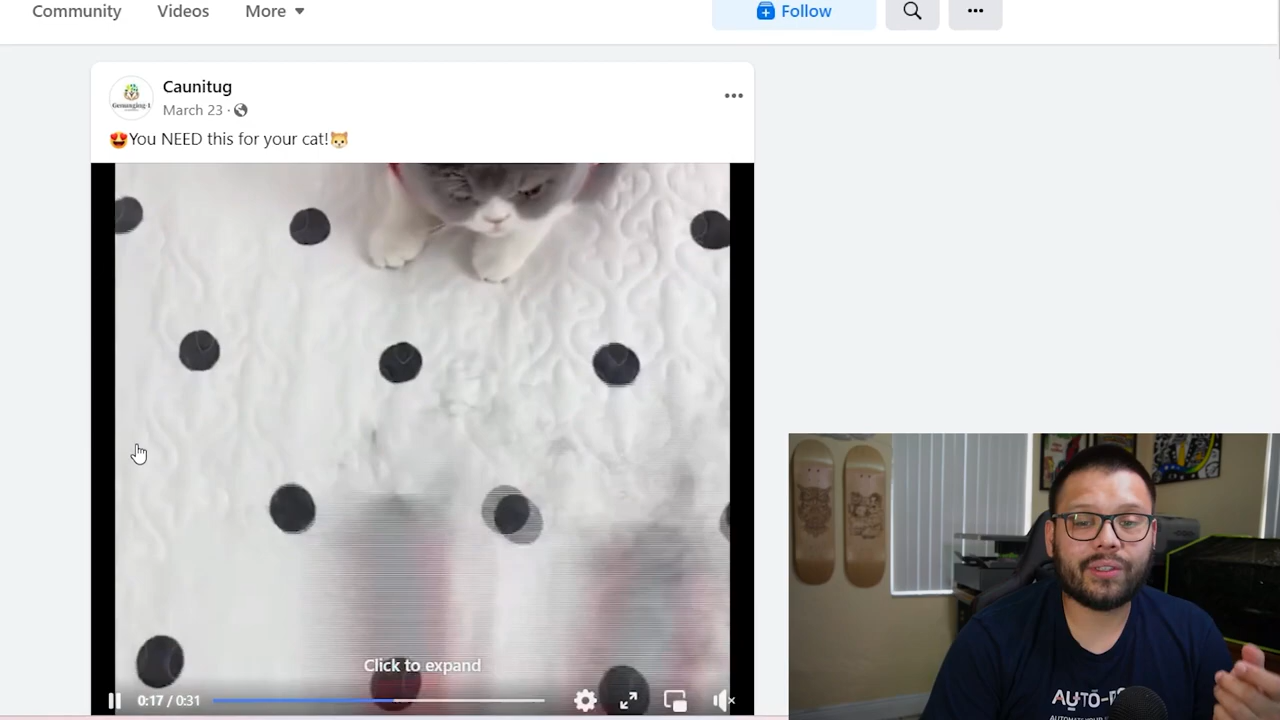 Community Videos More Follow
Caunitug
March 23
😍You NEED this for your cat!🐱
Click to expand
0:17 / 0:31